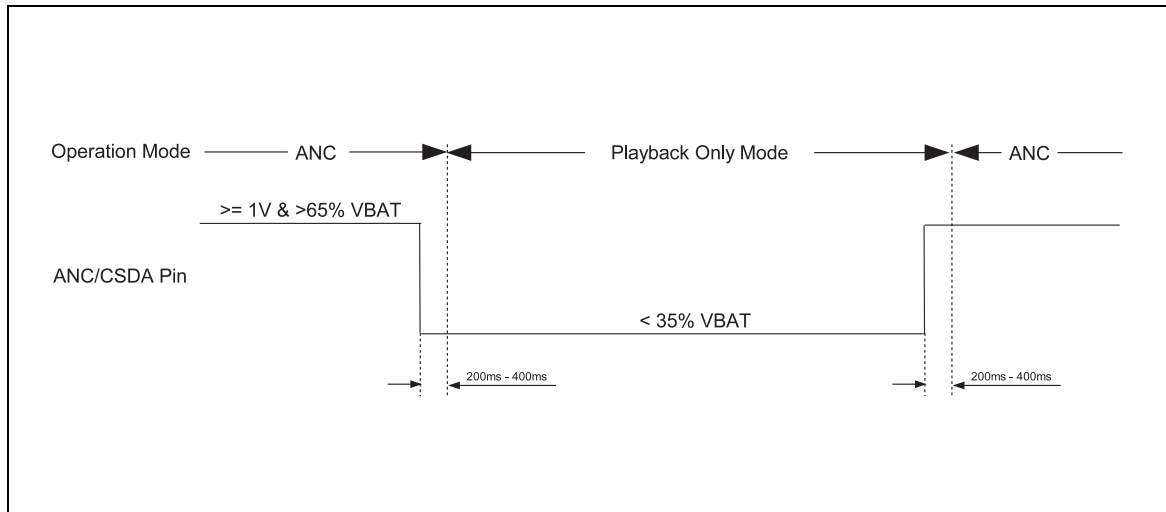 Operation Mode ANC Playback Only Mode ANC
>= 1V & >65% VBAT
ANC/CSDA Pin
< 35% VBAT
200ms - 400ms 200ms - 400ms